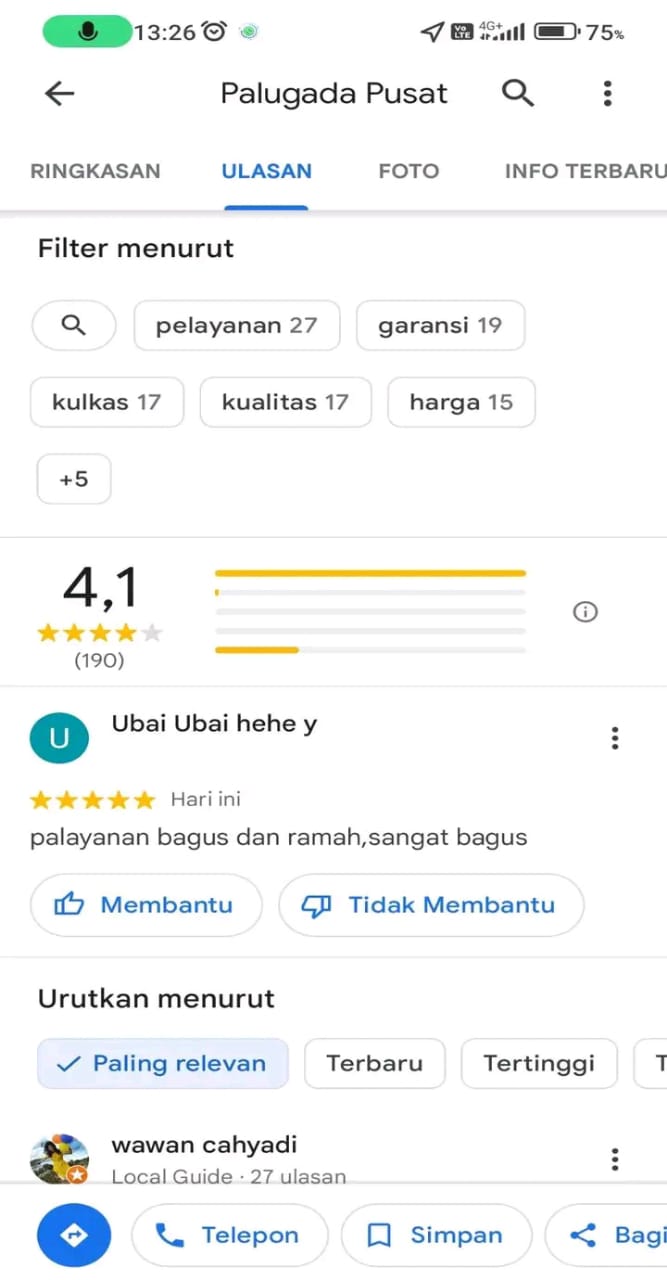 13:26 Vo LTE 4G+ 75%
Palugada Pusat
RINGKASAN ULASAN FOTO INFO TERBARU
Filter menurut
pelayanan 27 garansi 19
kulkas 17 kualitas 17 harga 15
+5
4,1
(190)
U Ubai Ubai hehe y
Hari ini
palayanan bagus dan ramah,sangat bagus
Membantu Tidak Membantu
Urutkan menurut
Paling relevan Terbaru Tertinggi T
wawan cahyadi
Local Guide · 27 ulasan
Telepon Simpan Bagi